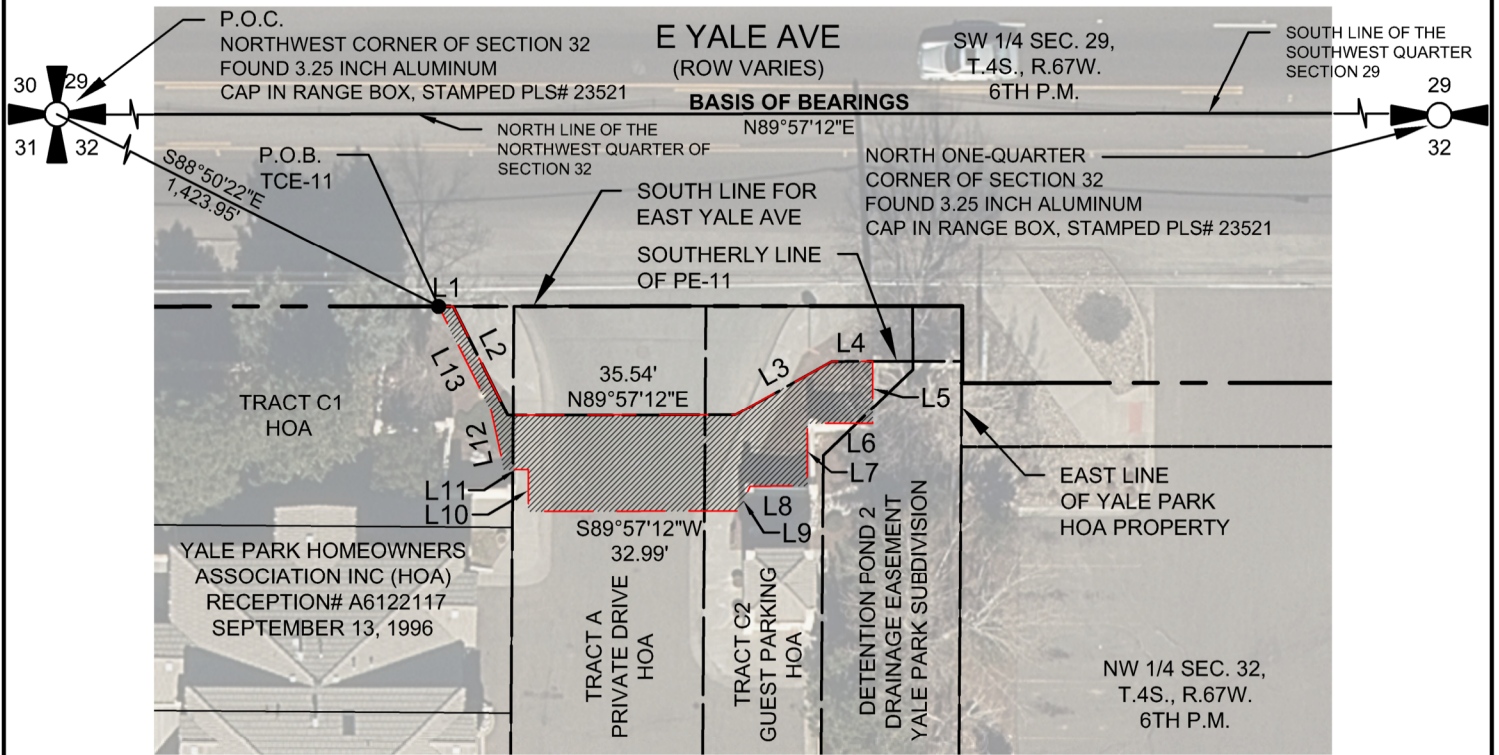 P.O.C.
NORTHWEST CORNER OF SECTION 32
FOUND 3.25 INCH ALUMINUM
CAP IN RANGE BOX, STAMPED PLS# 23521
30
29
31
32
E YALE AVE
(ROW VARIES)
SW 1/4 SEC. 29,
T.4S., R.67W.
6TH P.M.
SOUTH LINE OF THE
SOUTHWEST QUARTER
SECTION 29
29
32
BASIS OF BEARINGS
N89°57'12"E
NORTH LINE OF THE
NORTHWEST QUARTER OF
SECTION 32
S88°50'22"E
1,423.95'
P.O.B.
TCE-11
NORTH ONE-QUARTER
CORNER OF SECTION 32
FOUND 3.25 INCH ALUMINUM
CAP IN RANGE BOX, STAMPED PLS# 23521
SOUTH LINE FOR
EAST YALE AVE
SOUTHERLY LINE
OF PE-11
L1
L2
L13
L12
35.54'
N89°57'12"E
L3
L4
L5
L6
L7
L8
L9
L11
L10
S89°57'12"W
32.99'
TRACT C1
HOA
EAST LINE
OF YALE PARK
HOA PROPERTY
YALE PARK HOMEOWNERS
ASSOCIATION INC (HOA)
RECEPTION# A6122117
SEPTEMBER 13, 1996
TRACT A
PRIVATE DRIVE
HOA
TRACT C2
GUEST PARKING
HOA
DETENTION POND 2
DRAINAGE EASEMENT
YALE PARK SUBDIVISION
NW 1/4 SEC. 32,
T.4S., R.67W.
6TH P.M.